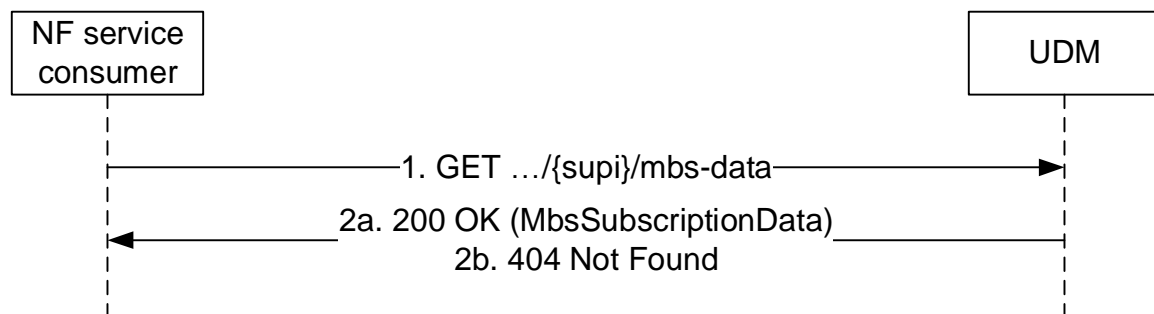 NF service
consumer
UDM
1. GET …/{supi}/mbs-data
2a. 200 OK (MbsSubscriptionData)
2b. 404 Not Found